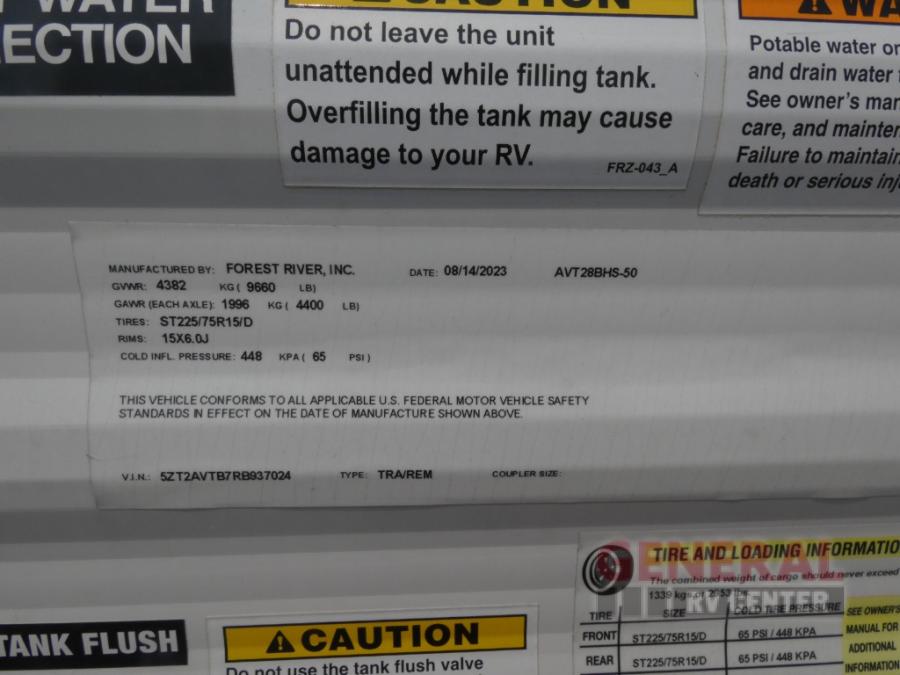 WATER
ECTION
CAUTION
Do not leave the unit
unattended while filling tank.
Overfilling the tank may cause
damage to your RV.
FRZ-043_A
WA
Potable water
and drain water
See owner's
care, and
Failure to
death or serious
MANUFACTURED BY: FOREST RIVER, INC. DATE: 08/14/2023 AVT28BHS-50
GVWR: 4382 KG( 9660 LB)
GAWR (EACH AXLE): 1996 KG ( 4400 LB)
TIRES: ST225/75R15/D
RIMS: 15X6.0J
COLD INFL. PRESSURE: 448 KPA ( 65 PSI )
THIS VEHICLE CONFORMS TO ALL APPLICABLE U.S. FEDERAL MOTOR VEHICLE SAFETY
STANDARDS IN EFFECT ON THE DATE OF MANUFACTURE SHOWN ABOVE.
V.I.N.: 5ZT2AVTB7RB937024 TYPE: TRA/REM COUPLER SIZE:
TIRE AND LOADING INFORMATIO
The combined weight of cargo should never exceed
1339 kgs or
GENERAL
RV CENTER
TIRE SIZE COLD TIRE PRESSURE
FRONT ST225/75R15/D 65 PSI / 448 KPA
REAR ST225/75R15/D 65 PSI / 448 KPA
SEE OWNER'S
MANUAL FOR
ADDITIONAL
INFORMATION
TANK FLUSH
CAUTION
Do not use the tank flush valve